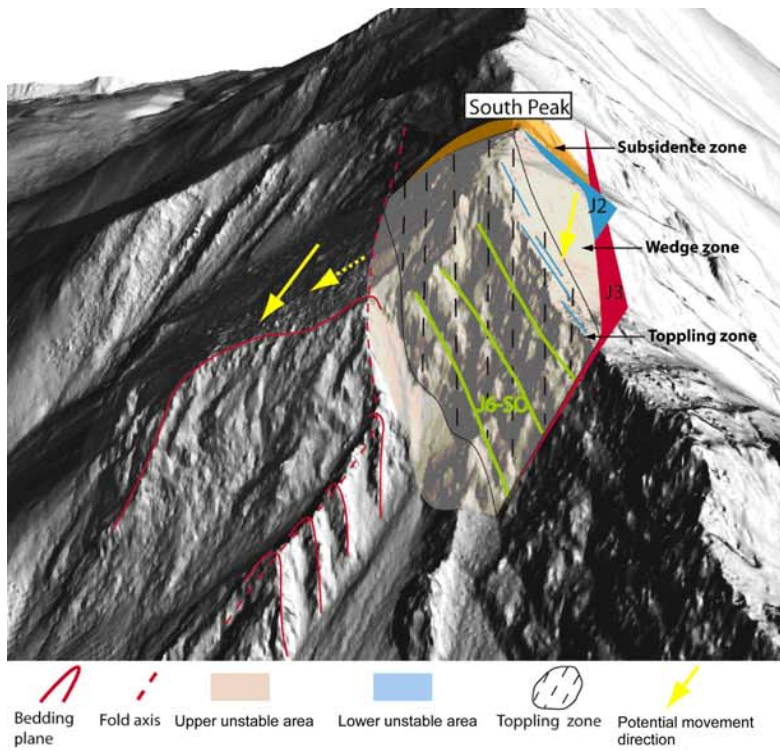 South Peak
Subsidence zone
J2
Wedge zone
J3
Toppling zone
J6-SO
Bedding
plane
Fold axis
Upper unstable area
Lower unstable area
Toppling zone
Potential movement
direction